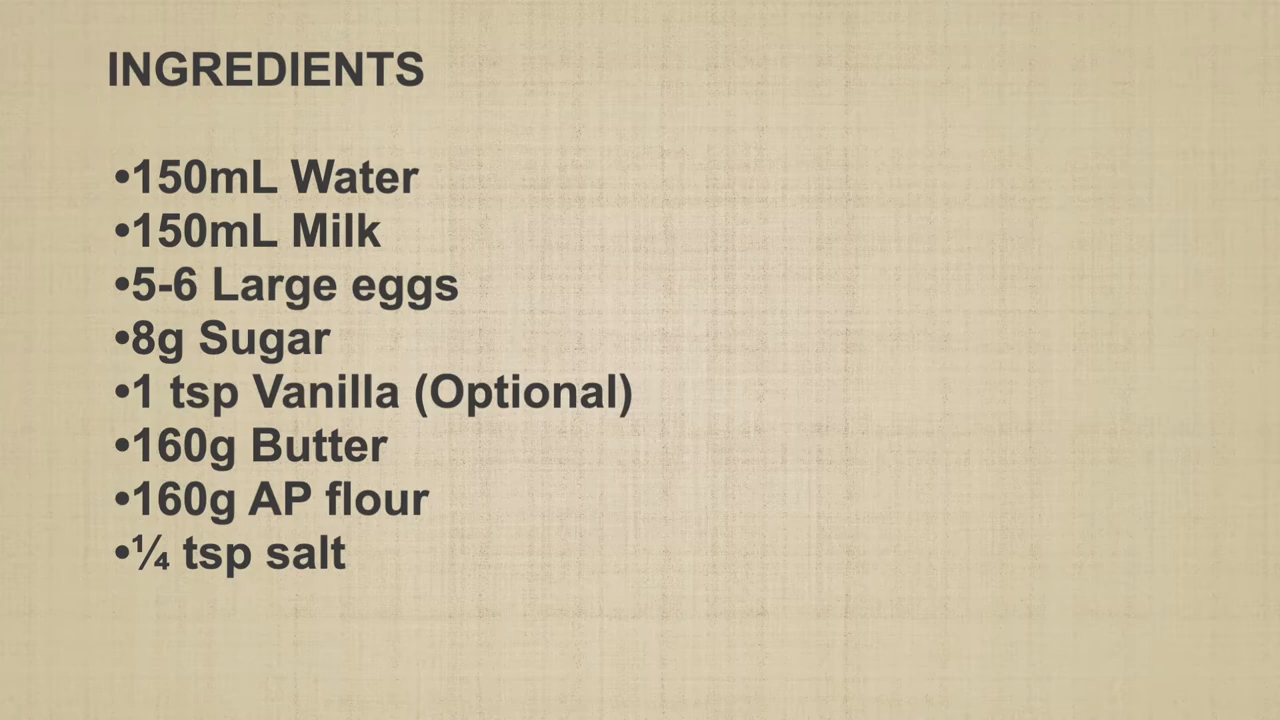 INGREDIENTS
•150mL Water
•150mL Milk
•5-6 Large eggs
•8g Sugar
•1 tsp Vanilla (Optional)
•160g Butter
•160g AP flour
•¼ tsp salt